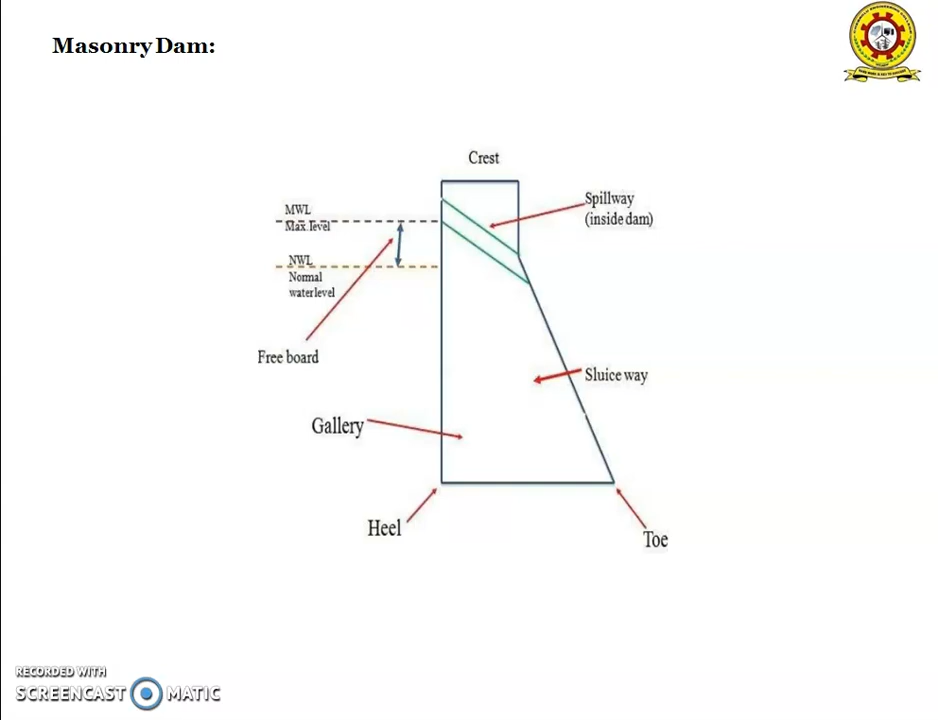 Masonry Dam:
Crest
MWL
Max.level
Spillway
(inside dam)
NWL
Normal
water level
Free board
Sluice way
Gallery
Heel
Toe
RECORDED WITH
SCREENCAST MATIC